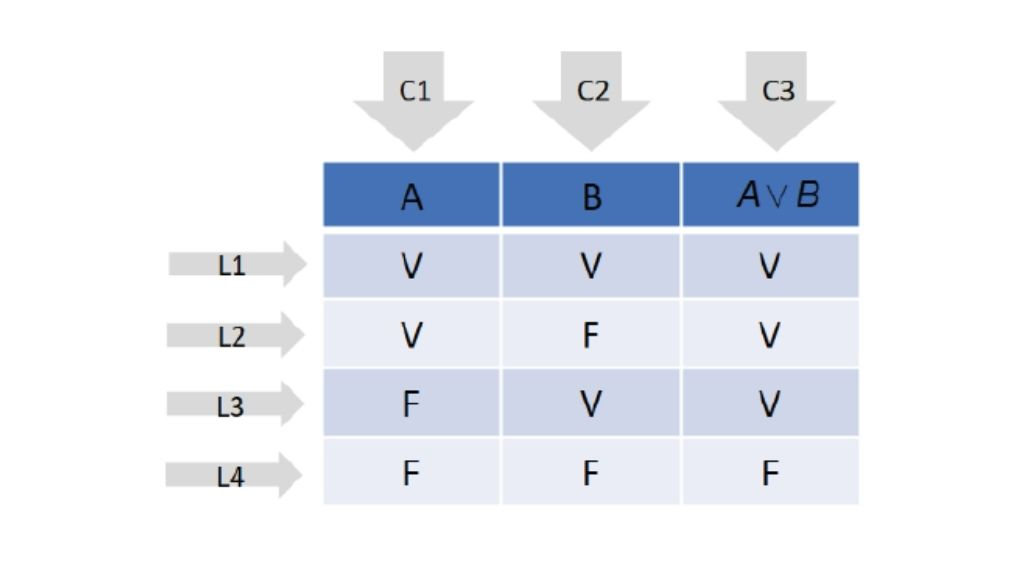 C1 C2 C3
A B A ∨ B
L1 V V V
L2 V F V
L3 F V V
L4 F F F